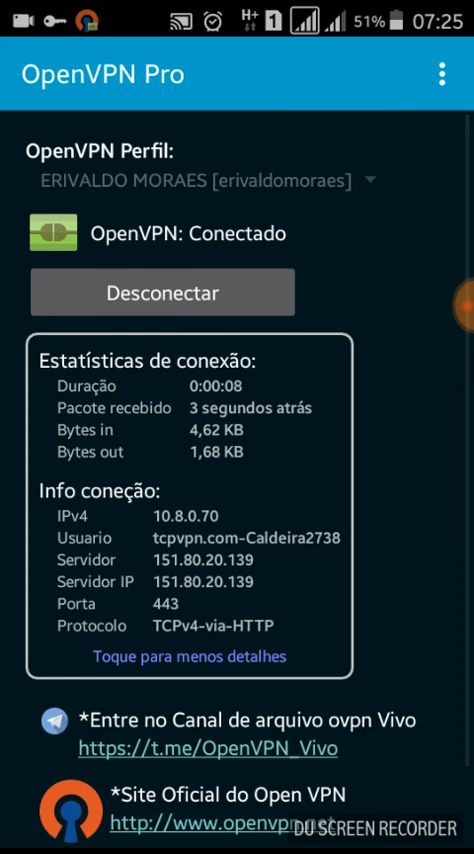 H+ 1 51% 07:25
OpenVPN Pro
OpenVPN Perfil:
ERIVALDO MORAES [erivaldomoraes]
OpenVPN: Conectado
Desconectar
Estatísticas de conexão:
Duração 0:00:08
Pacote recebido 3 segundos atrás
Bytes in 4,62 KB
Bytes out 1,68 KB
Info coneção:
IPv4 10.8.0.70
Usuario tcpvpn.com-Caldeira2738
Servidor 151.80.20.139
Servidor IP 151.80.20.139
Porta 443
Protocolo TCPv4-via-HTTP
Toque para menos detalhes
*Entre no Canal de arquivo ovpn Vivo
https://t.me/OpenVPN_Vivo
*Site Oficial do Open VPN
http://www.openvpn.net
DU SCREEN RECORDER